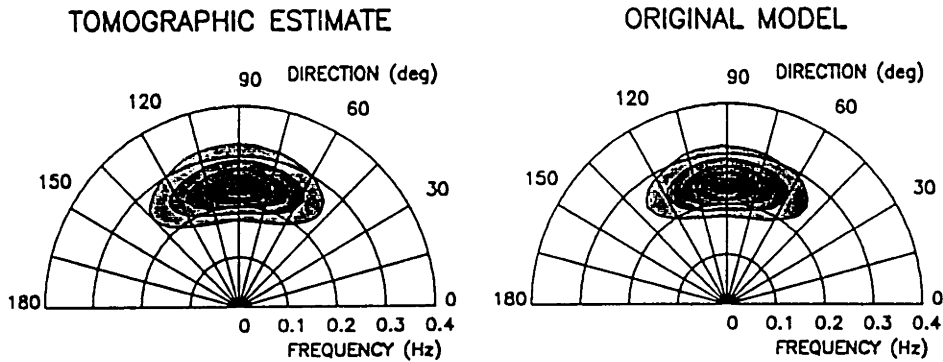 TOMOGRAPHIC ESTIMATE
90 DIRECTION (deg)
120 60
150 30
180 0
0 0.1 0.2 0.3 0.4
FREQUENCY (Hz)
ORIGINAL MODEL
90 DIRECTION (deg)
120 60
150 30
180 0
0 0.1 0.2 0.3 0.4
FREQUENCY (Hz)